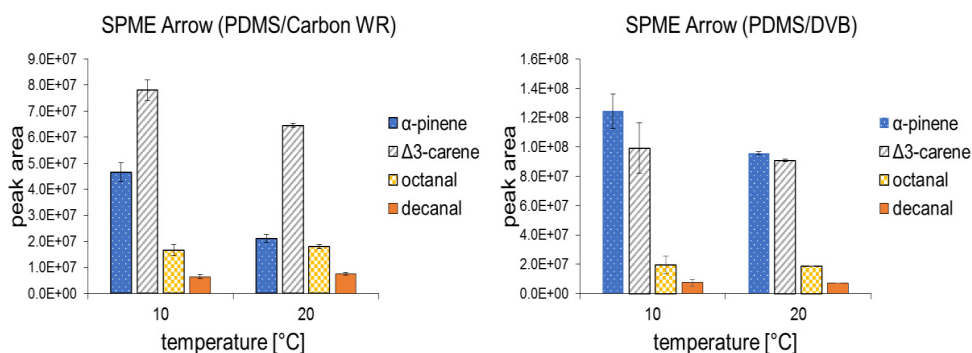 SPME Arrow (PDMS/Carbon WR)
9.0E+07
8.0E+07
7.0E+07
6.0E+07
5.0E+07
4.0E+07
3.0E+07
2.0E+07
1.0E+07
0.0E+00
peak area
10
20
temperature [°C]
α-pinene
Δ3-carene
octanal
decanal
SPME Arrow (PDMS/DVB)
1.6E+08
1.4E+08
1.2E+08
1.0E+08
8.0E+07
6.0E+07
4.0E+07
2.0E+07
0.0E+00
peak area
10
20
temperature [°C]
α-pinene
Δ3-carene
octanal
decanal